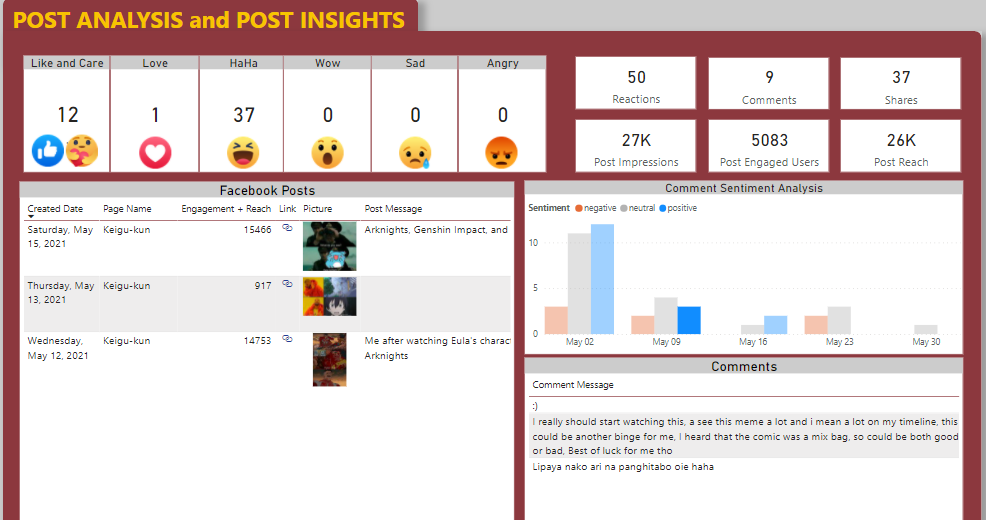 POST ANALYSIS and POST INSIGHTS
Like and Care Love HaHa Wow Sad Angry
12 1 37 0 0 0
50 9 37
Reactions Comments Shares
27K 5083 26K
Post Impressions Post Engaged Users Post Reach
Facebook Posts
Created Date Page Name Engagement + Reach Link Picture Post Message
Saturday, May Keigu-kun 15466 Arknights, Genshin Impact, and
15, 2021
Thursday, May Keigu-kun 917
13, 2021
Wednesday, Keigu-kun 14753 Me after watching Eula's charact
May 12, 2021 Arknights
Comment Sentiment Analysis
Sentiment negative neutral positive
10
5
0
May 02 May 09 May 16 May 23 May 30
Comments
Comment Message
:)
I really should start watching this, a see this meme a lot and i mean a lot on my timeline, this
could be another binge for me, I heard that the comic was a mix bag, so could be both good
or bad, Best of luck for me tho
Lipaya nako ari na panghitabo oie haha